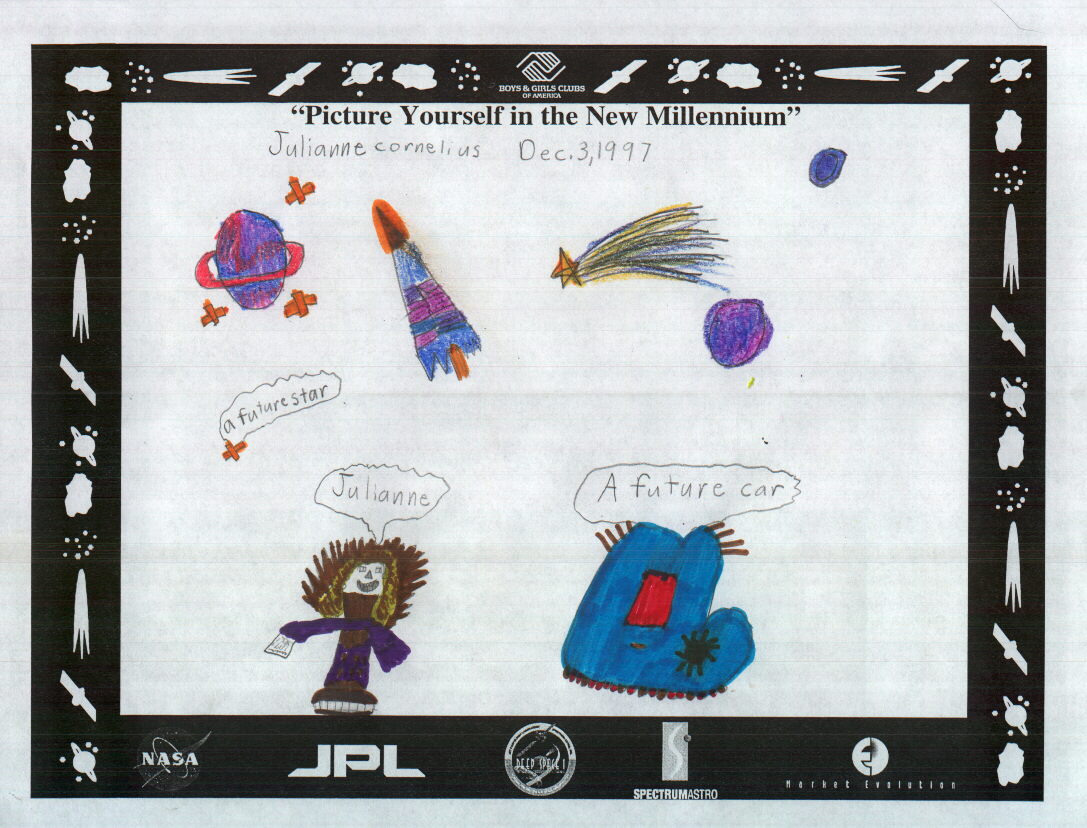 BOYS & GIRLS CLUBS
OF AMERICA
“Picture Yourself in the New Millennium”
Julianne cornelius Dec.3,1997
a future star
Julianne
A future car
NASA
JPL
DEEP SPACE 1
SPECTRUMASTRO
Market Evolution